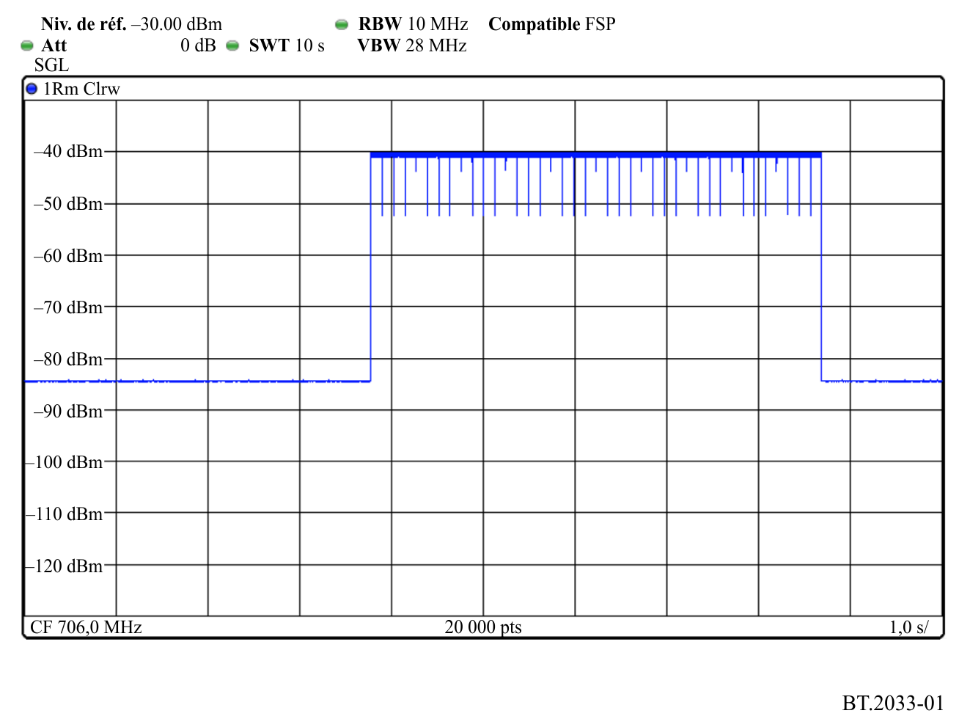 Niv. de réf. –30.00 dBm RBW 10 MHz Compatible FSP
Att 0 dB SWT 10 s VBW 28 MHz
SGL
1Rm Clrw
–40 dBm
–50 dBm
–60 dBm
–70 dBm
–80 dBm
–90 dBm
–100 dBm
–110 dBm
–120 dBm
CF 706,0 MHz 20 000 pts 1,0 s/
BT.2033-01